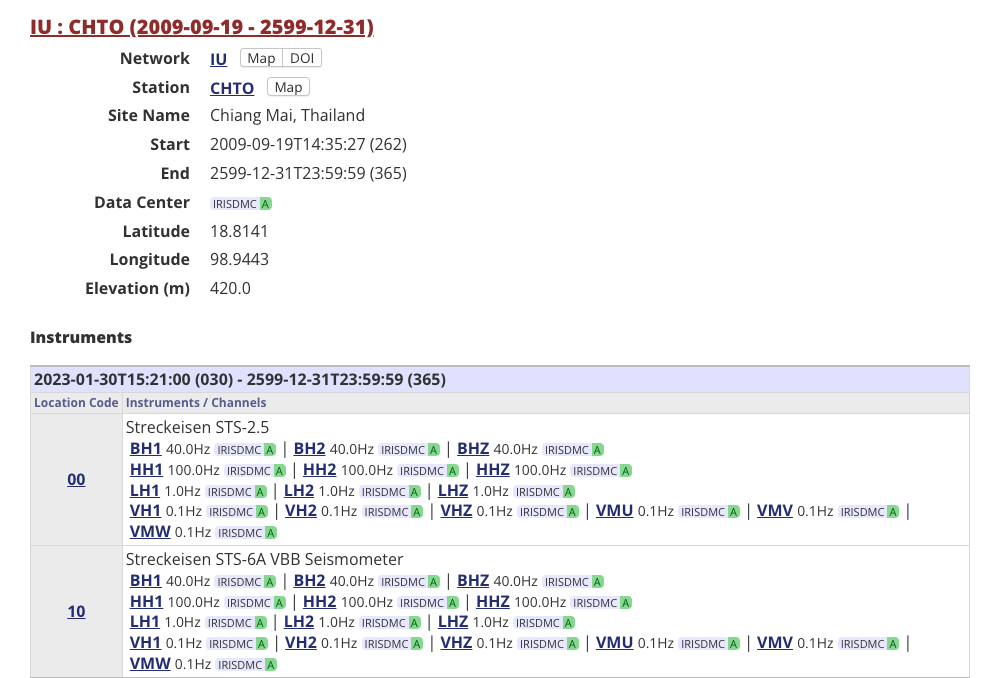 IU : CHTO (2009-09-19 - 2599-12-31)
Network IU Map DOI
Station CHTO Map
Site Name Chiang Mai, Thailand
Start 2009-09-19T14:35:27 (262)
End 2599-12-31T23:59:59 (365)
Data Center IRISDMC A
Latitude 18.8141
Longitude 98.9443
Elevation (m) 420.0
Instruments
2023-01-30T15:21:00 (030) - 2599-12-31T23:59:59 (365)
Location Code Instruments / Channels
Streckeisen STS-2.5
BH1 40.0Hz IRISDMC A | BH2 40.0Hz IRISDMC A | BHZ 40.0Hz IRISDMC A
HH1 100.0Hz IRISDMC A | HH2 100.0Hz IRISDMC A | HHZ 100.0Hz IRISDMC A
00
LH1 1.0Hz IRISDMC A | LH2 1.0Hz IRISDMC A | LHZ 1.0Hz IRISDMC A
VH1 0.1Hz IRISDMC A | VH2 0.1Hz IRISDMC A | VHZ 0.1Hz IRISDMC A | VMU 0.1Hz IRISDMC A | VMV 0.1Hz IRISDMC A |
VMW 0.1Hz IRISDMC A
Streckeisen STS-6A VBB Seismometer
BH1 40.0Hz IRISDMC A | BH2 40.0Hz IRISDMC A | BHZ 40.0Hz IRISDMC A
HH1 100.0Hz IRISDMC A | HH2 100.0Hz IRISDMC A | HHZ 100.0Hz IRISDMC A
10
LH1 1.0Hz IRISDMC A | LH2 1.0Hz IRISDMC A | LHZ 1.0Hz IRISDMC A
VH1 0.1Hz IRISDMC A | VH2 0.1Hz IRISDMC A | VHZ 0.1Hz IRISDMC A | VMU 0.1Hz IRISDMC A | VMV 0.1Hz IRISDMC A |
VMW 0.1Hz IRISDMC A